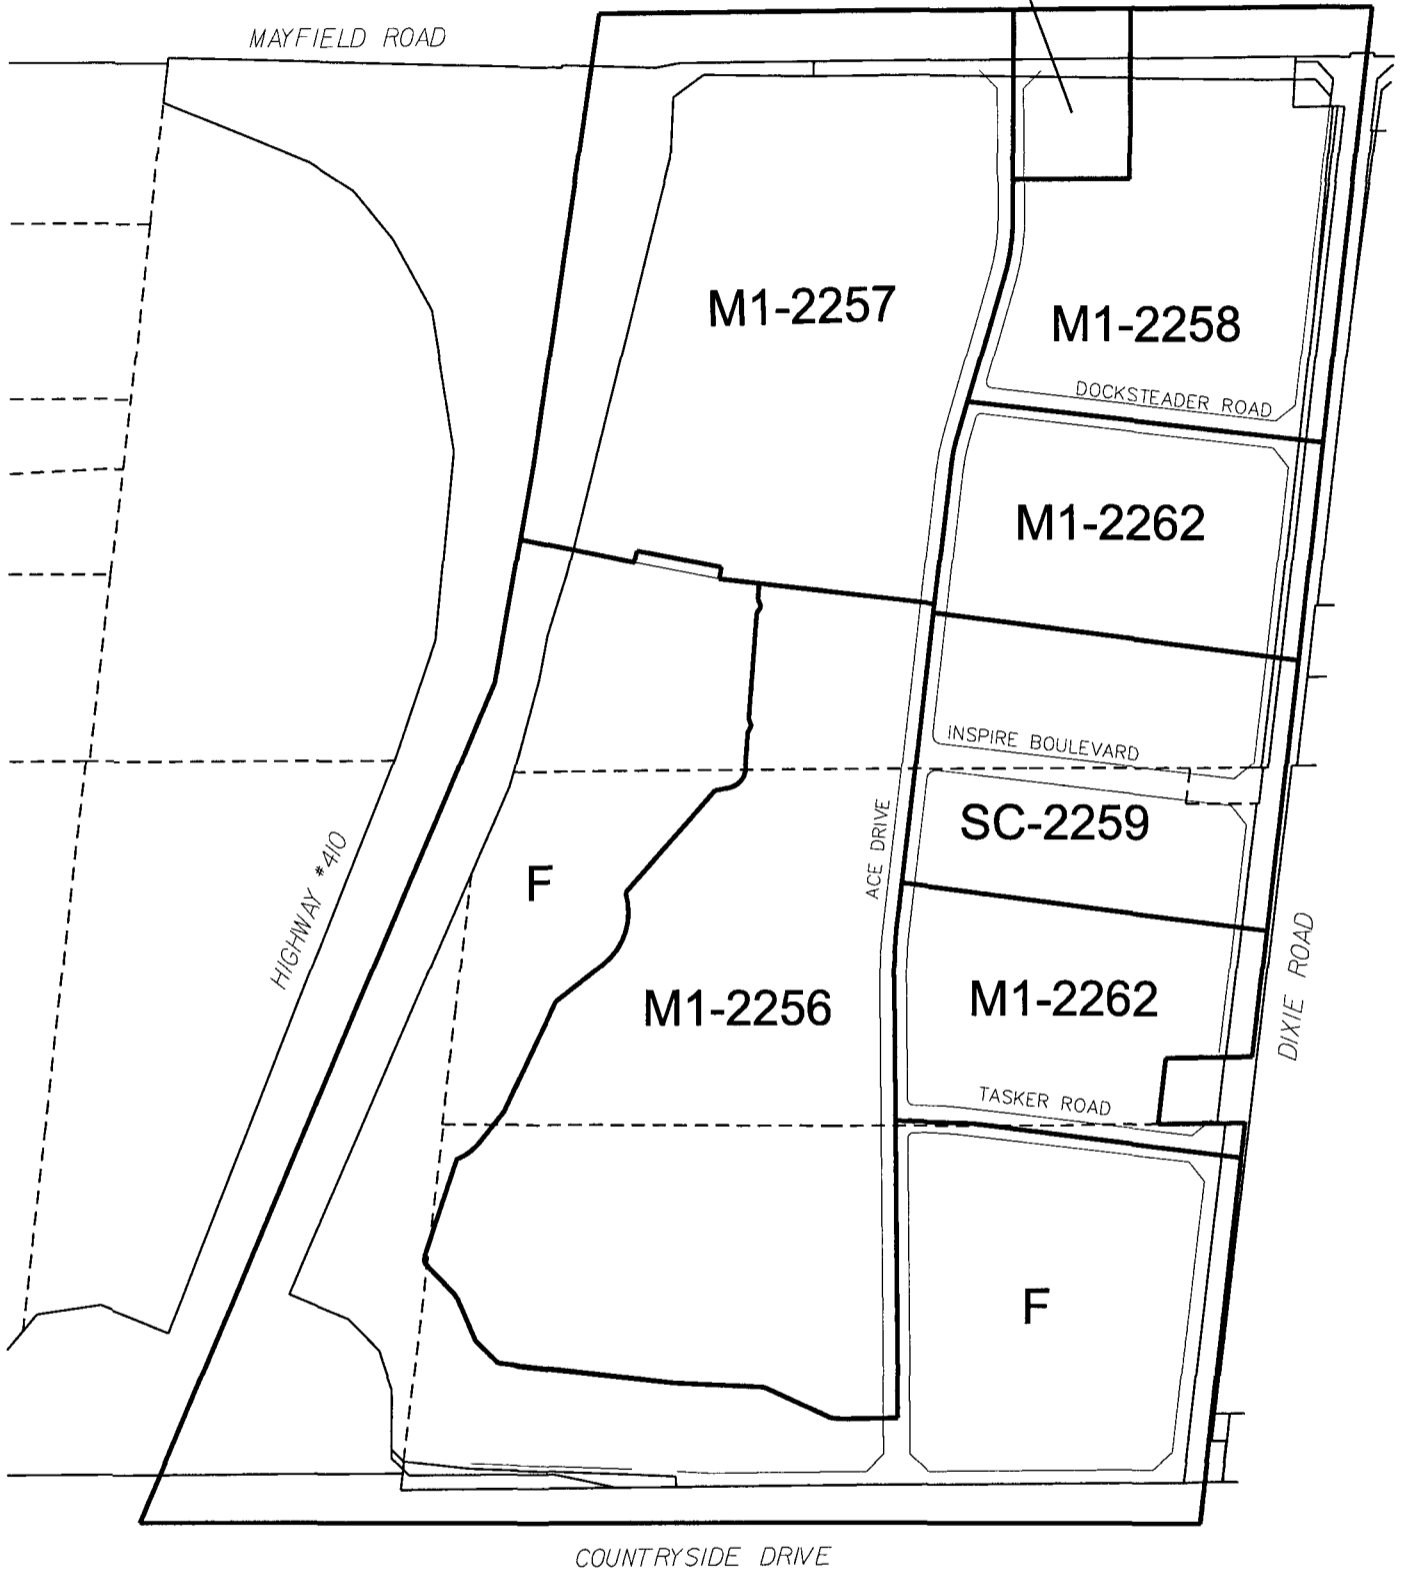 MAYFIELD ROAD
M1-2257
M1-2258
DOCKSTEADER ROAD
M1-2262
INSPIRE BOULEVARD
SC-2259
ACE DRIVE
HIGHWAY #410
F
M1-2256
M1-2262
DIXIE ROAD
TASKER ROAD
F
COUNTRYSIDE DRIVE